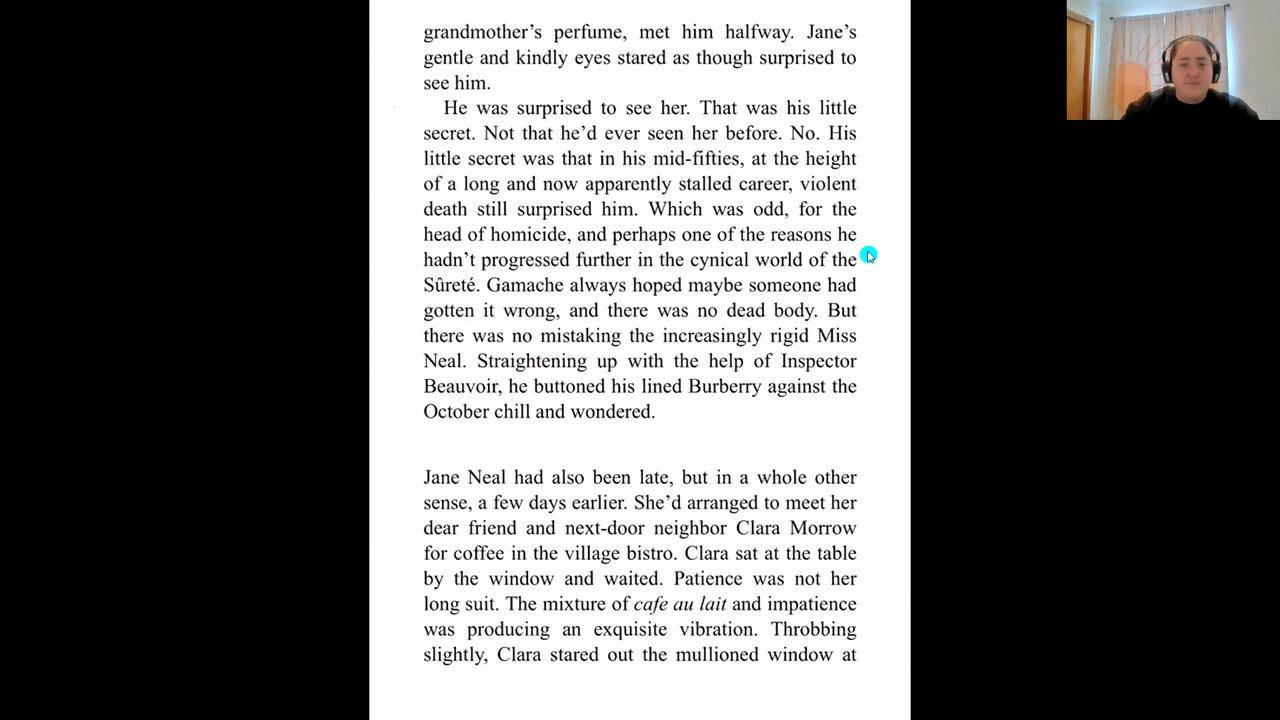 grandmother’s perfume, met him halfway. Jane’s
gentle and kindly eyes stared as though surprised to
see him.
He was surprised to see her. That was his little
secret. Not that he’d ever seen her before. No. His
little secret was that in his mid-fifties, at the height
of a long and now apparently stalled career, violent
death still surprised him. Which was odd, for the
head of homicide, and perhaps one of the reasons he
hadn’t progressed further in the cynical world of the
Sûreté. Gamache always hoped maybe someone had
gotten it wrong, and there was no dead body. But
there was no mistaking the increasingly rigid Miss
Neal. Straightening up with the help of Inspector
Beauvoir, he buttoned his lined Burberry against the
October chill and wondered.
Jane Neal had also been late, but in a whole other
sense, a few days earlier. She’d arranged to meet her
dear friend and next-door neighbor Clara Morrow
for coffee in the village bistro. Clara sat at the table
by the window and waited. Patience was not her
long suit. The mixture of cafe au lait and impatience
was producing an exquisite vibration. Throbbing
slightly, Clara stared out the mullioned window at